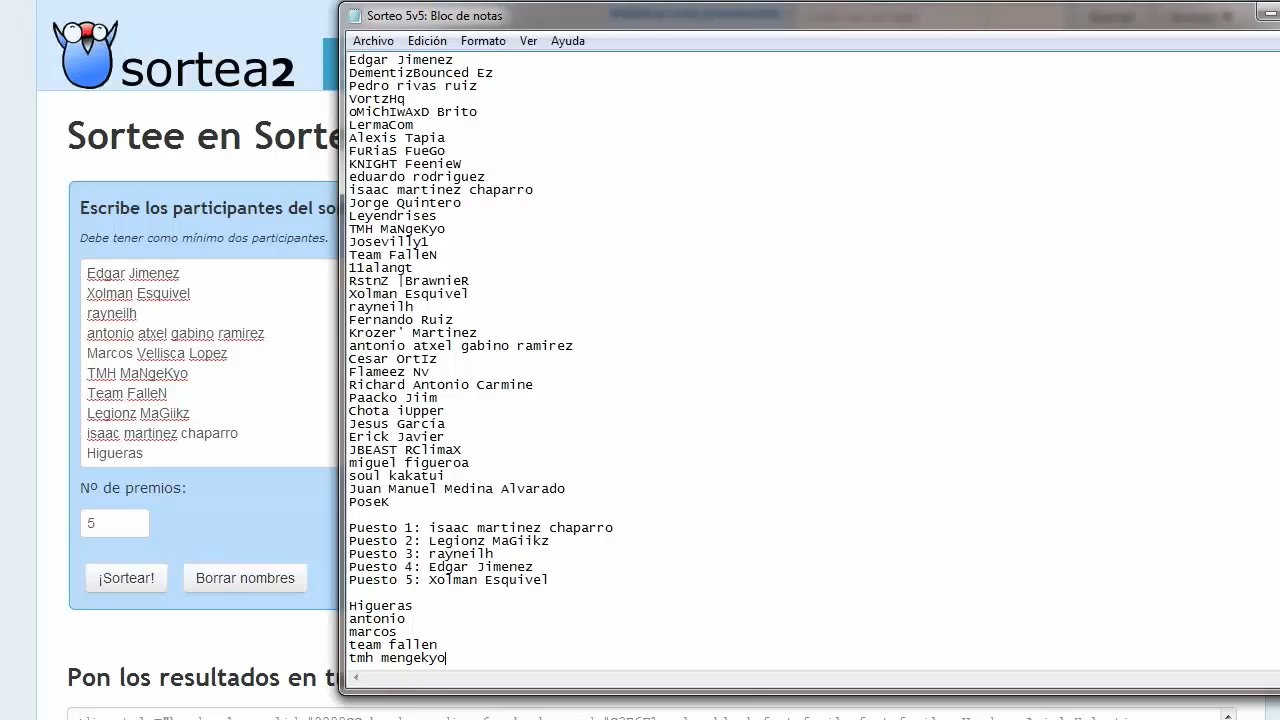 Sorteo 5v5: Bloc de notas
Archivo Edición Formato Ver Ayuda
sortea2
Sortee en Sorte
Escribe los participantes del so
Debe tener como mínimo dos participantes.
Edgar Jimenez
Xolman Esquivel
rayneilh
antonio atxel gabino ramirez
Marcos Vellisca Lopez
TMH MaNgeKyo
Team FalleN
Legionz MaGiikz
isaac martinez chaparro
Higueras
Nº de premios:
5
¡Sortear! Borrar nombres
Pon los resultados en t
Edgar Jimenez
DementizBounced Ez
Pedro rivas ruiz
VortzHq
oMiChIwAxD Brito
LermaCom
Alexis Tapia
FuRiaS FueGo
KNIGHT FeenieW
eduardo rodriguez
isaac martinez chaparro
Jorge Quintero
Leyendrises
TMH MaNgeKyo
Josevilly1
Team FalleN
11alangt
RstnZ |BrawnieR
Xolman Esquivel
rayneilh
Fernando Ruiz
Krozer' Martinez
antonio atxel gabino ramirez
Cesar OrtIz
Flameez Nv
Richard Antonio Carmine
Paacko Jiim
Chota iUpper
Jesus García
Erick Javier
JBEAST RClimaX
miguel figueroa
soul kakatui
Juan Manuel Medina Alvarado
PoseK
Puesto 1: isaac martinez chaparro
Puesto 2: Legionz MaGiikz
Puesto 3: rayneilh
Puesto 4: Edgar Jimenez
Puesto 5: Xolman Esquivel
Higueras
antonio
marcos
team fallen
tmh mengekyo